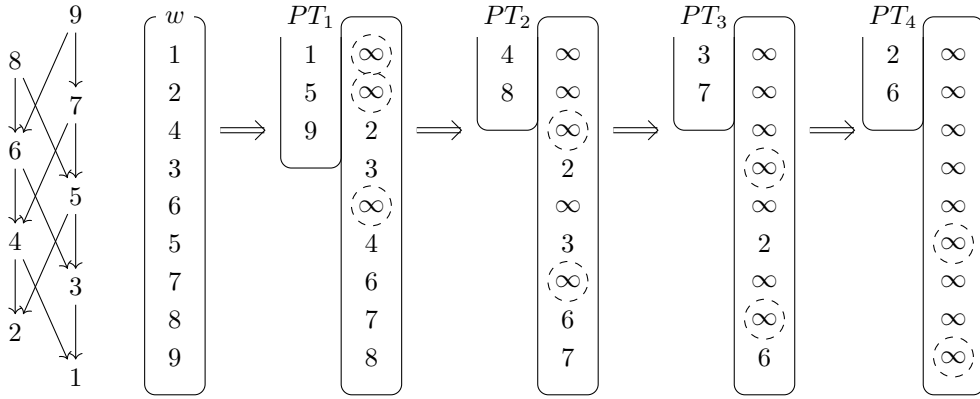 9 w PT₁ PT₂ PT₃ PT₄
8 1 1 ∞ 4 ∞ 3 ∞ 2 ∞
7 2 5 ∞ 8 ∞ 7 ∞ 6 ∞
4 9 2 ∞ ∞ ∞
6 3 3 2 ∞ ∞
5 6 ∞ ∞ ∞ ∞
4 5 4 3 2 ∞
3 7 6 ∞ ∞ ∞
2 8 7 6 ∞ ∞
1 9 8 7 6 ∞